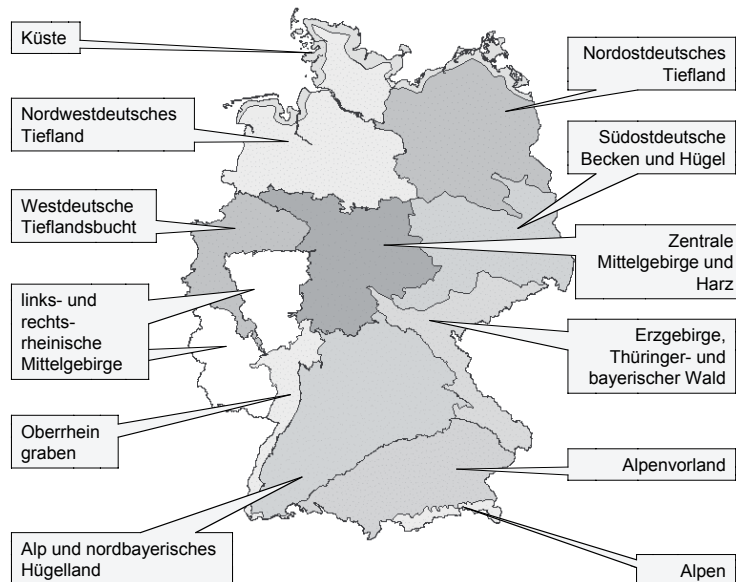 Küste
Nordwestdeutsches
Tiefland
Westdeutsche
Tieflandsbucht
links- und
rechts-
rheinische
Mittelgebirge
Oberrhein
graben
Alp und nordbayerisches
Hügelland
Nordostdeutsches
Tiefland
Südostdeutsche
Becken und Hügel
Zentrale
Mittelgebirge und
Harz
Erzgebirge,
Thüringer- und
bayerischer Wald
Alpenvorland
Alpen